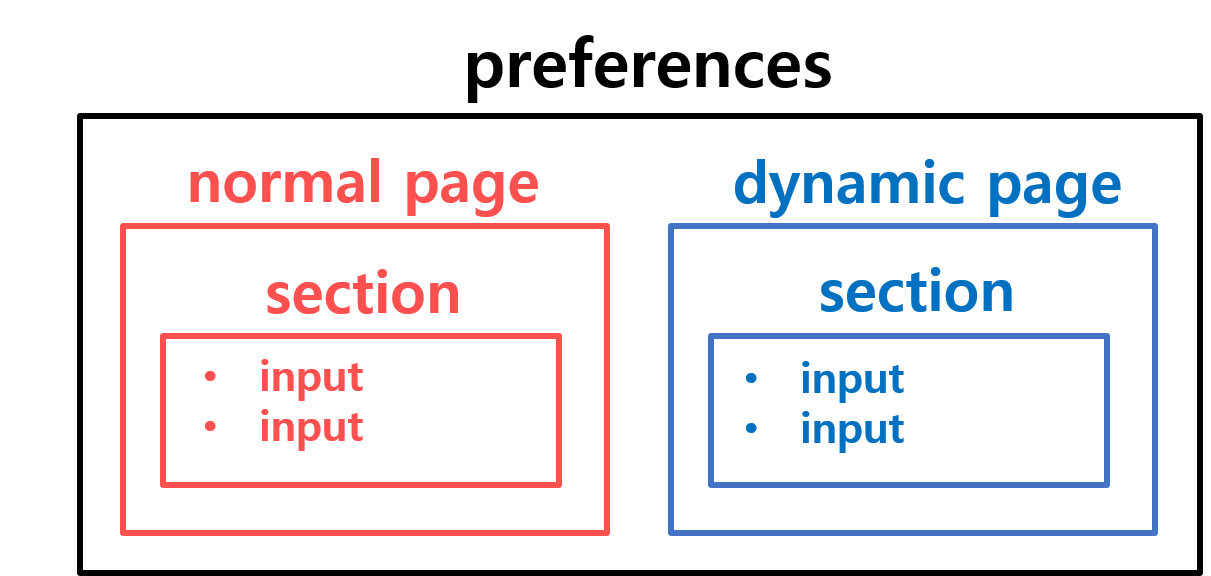 preferences
normal page
section
• input
• input
dynamic page
section
• input
• input